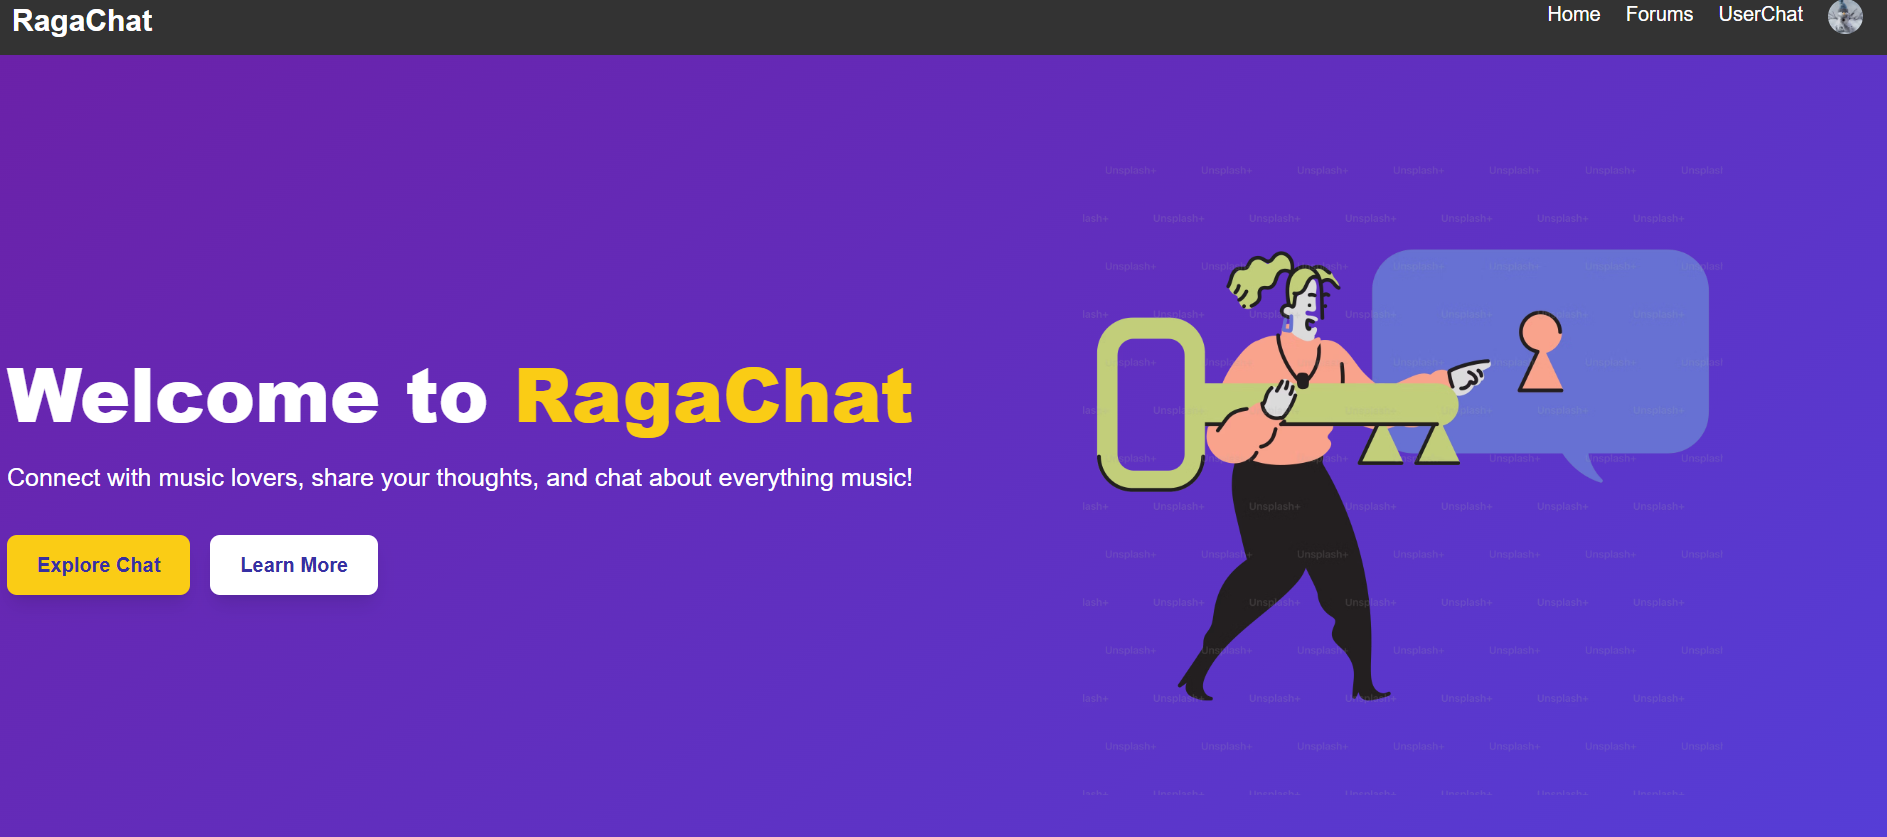 RagaChat
Home Forums UserChat
Welcome to RagaChat
Connect with music lovers, share your thoughts, and chat about everything music!
Explore Chat Learn More
Unsplash+ Unsplash+ Unsplash+ Unsplash+ Unsplash+ Unsplash+ Unsplas